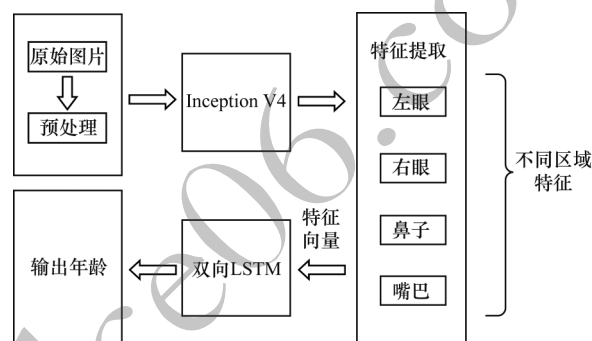 原始图片
预处理
Inception V4
特征提取
左眼
右眼
鼻子
嘴巴
不同区域
特征
特征
向量
双向LSTM
输出年龄